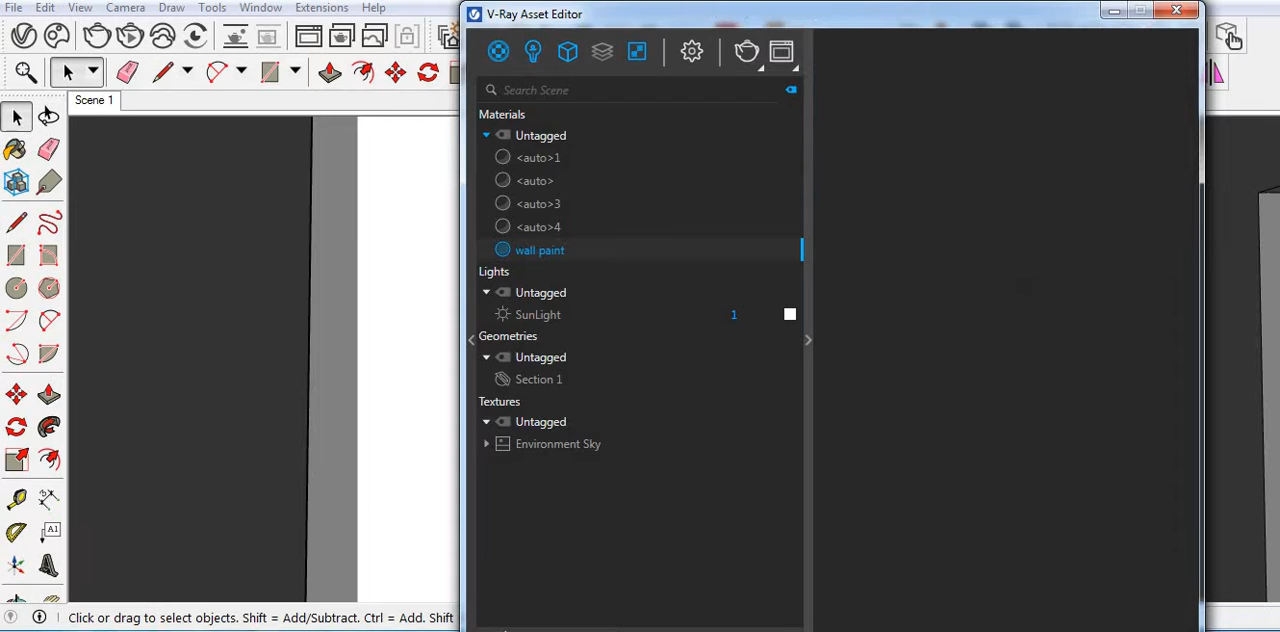 File Edit View Camera Draw Tools Window Extensions Help
V-Ray Asset Editor
Scene 1
Search Scene
Materials
Untagged
<auto>1
<auto>
<auto>3
<auto>4
wall paint
Lights
Untagged
SunLight 1
Geometries
Untagged
Section 1
Textures
Untagged
Environment Sky
A1
Click or drag to select objects. Shift = Add/Subtract. Ctrl = Add. Shift